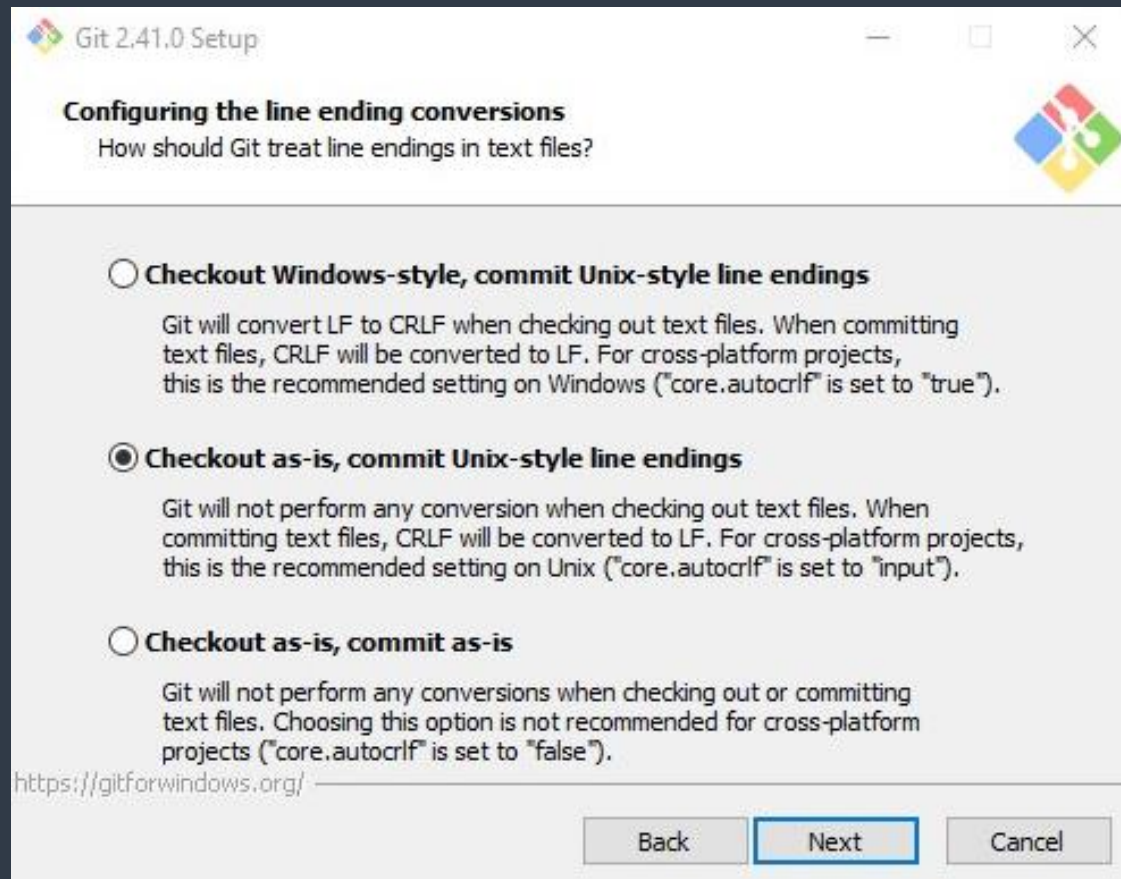 Git 2.41.0 Setup
Configuring the line ending conversions
How should Git treat line endings in text files?
Checkout Windows-style, commit Unix-style line endings
Git will convert LF to CRLF when checking out text files. When committing
text files, CRLF will be converted to LF. For cross-platform projects,
this is the recommended setting on Windows ("core.autocrlf" is set to "true").
Checkout as-is, commit Unix-style line endings
Git will not perform any conversion when checking out text files. When
committing text files, CRLF will be converted to LF. For cross-platform projects,
this is the recommended setting on Unix ("core.autocrlf" is set to "input").
Checkout as-is, commit as-is
Git will not perform any conversions when checking out or committing
text files. Choosing this option is not recommended for cross-platform
projects ("core.autocrlf" is set to "false").
https://gitforwindows.org/
Back Next Cancel